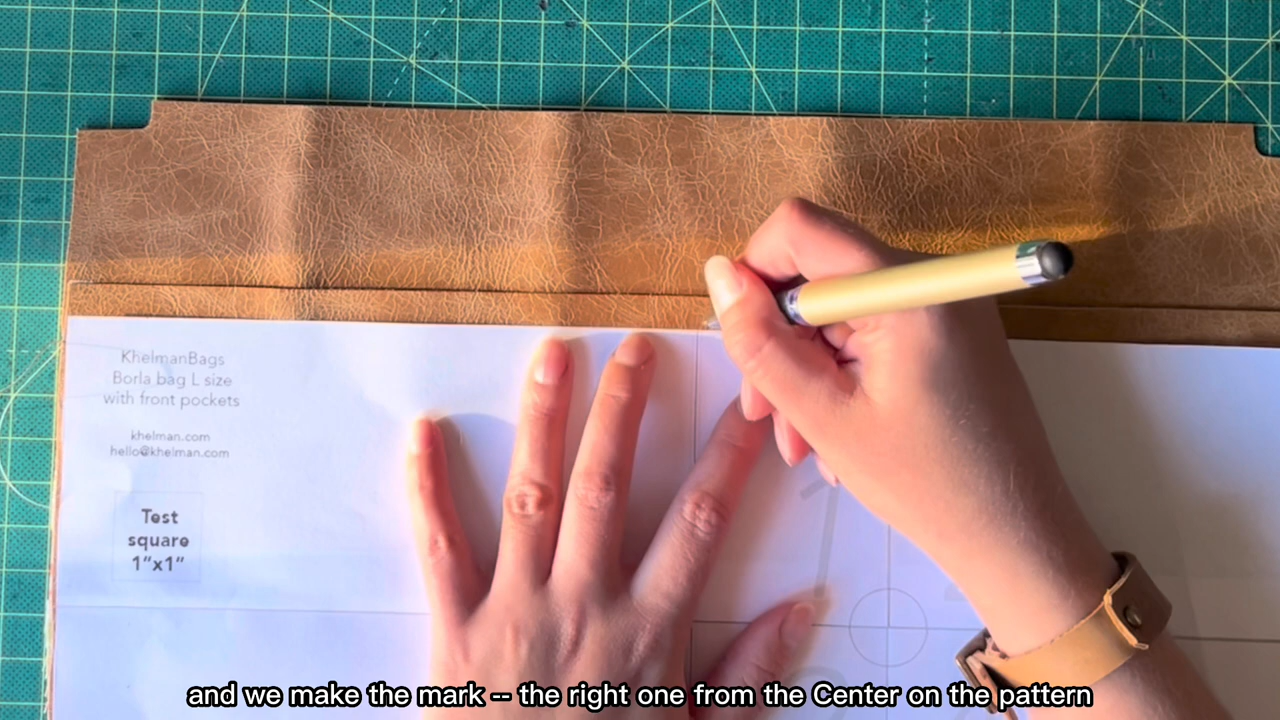 KhelmanBags
Borla bag L size
with front pockets
khelman.com
hello@khelman.com
Test
square
1"x1"
and we make the mark -- the right one from the Center on the pattern